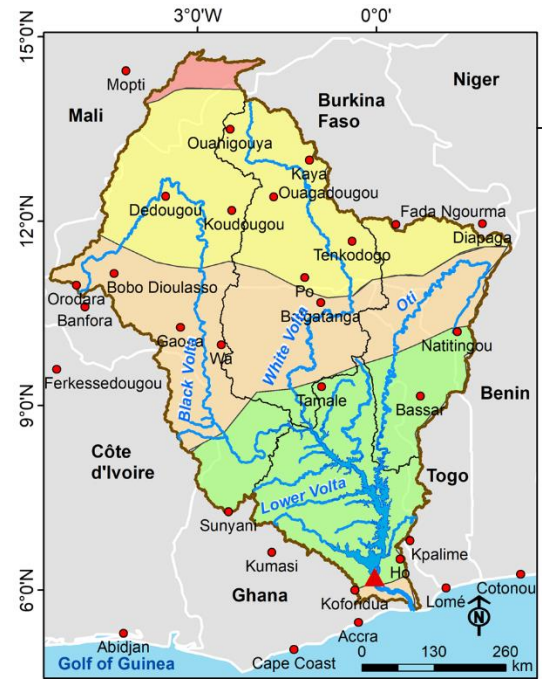 3°0'W
0°0'
15°0'N
12°0'N
9°0'N
6°0'N
Mopti
Niger
Mali
Burkina
Faso
Ouahigouya
Kaya
Ouagadougou
Dedougou
Koudougou
Fada Ngourma
Diapaga
Tenkodogo
Bobo Dioulasso
Po
Orodara
Banfora
Bolgatanga
Oti
Gaoua
Wa
White Volta
Black Volta
Natitingou
Ferkessedougou
Tamale
Bassar
Benin
Côte
d'Ivoire
Togo
Lower Volta
Sunyani
Kumasi
Kpalime
Ho
Ghana
Koforidua
Lomé
Cotonou
N
Abidjan
Accra
Cape Coast
Golf of Guinea
0
130
260
km